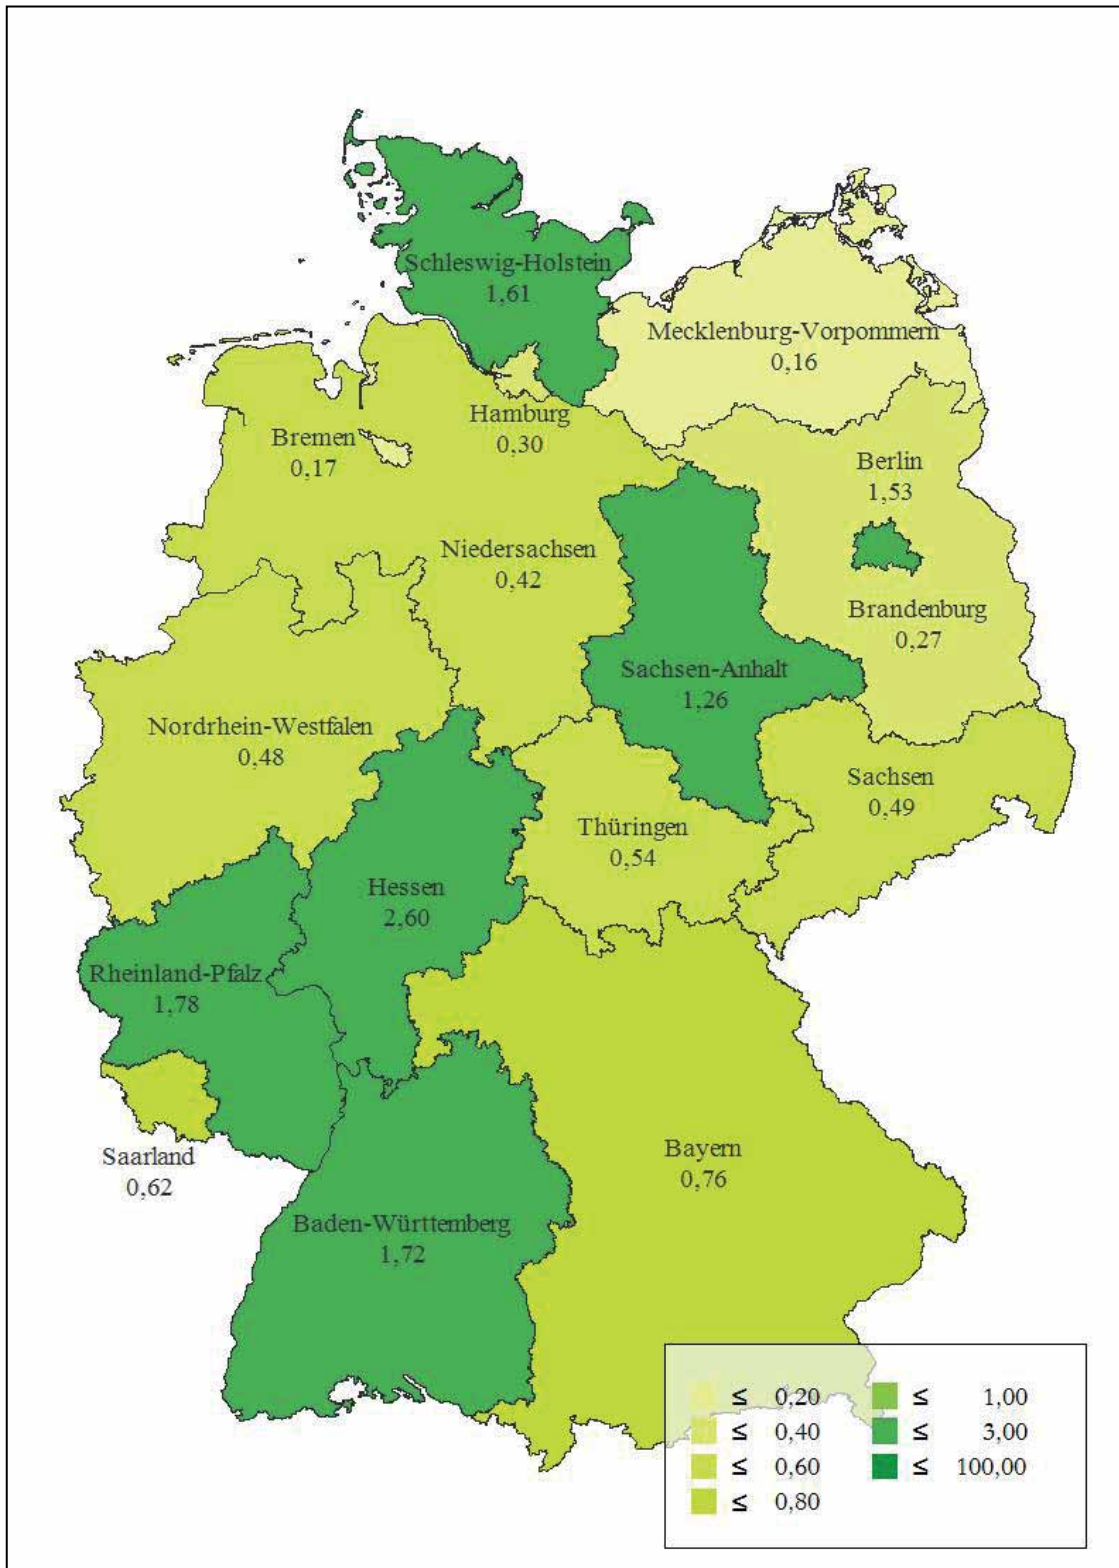 Schleswig-Holstein
1,61
Mecklenburg-Vorpommern
0,16
Hamburg
0,30
Bremen
0,17
Berlin
1,53
Niedersachsen
0,42
Brandenburg
0,27
Sachsen-Anhalt
1,26
Nordrhein-Westfalen
0,48
Sachsen
0,49
Thüringen
0,54
Hessen
2,60
Rheinland-Pfalz
1,78
Saarland
0,62
Bayern
0,76
Baden-Württemberg
1,72
≤ 0,20
≤ 0,40
≤ 0,60
≤ 0,80
≤ 1,00
≤ 3,00
≤ 100,00